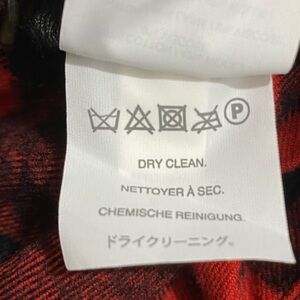 P
DRY CLEAN.
NETTOYER À SEC.
CHEMISCHE REINIGUNG.
ドライクリーニング。